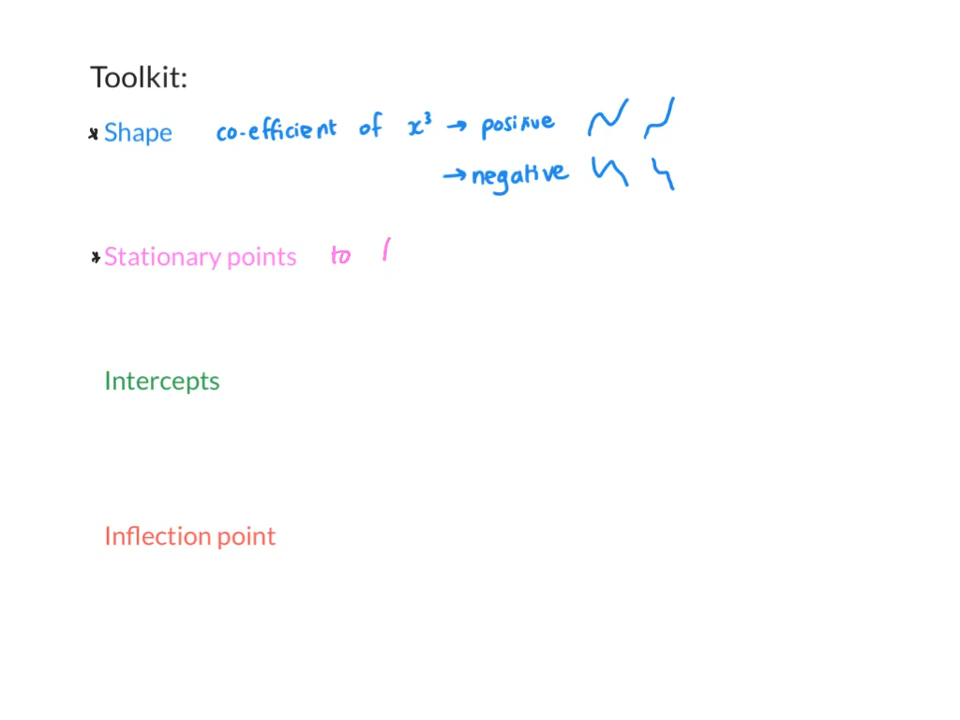 Toolkit:
* Shape co-efficient of x³ → positive
→ negative
* Stationary points to
Intercepts
Inflection point